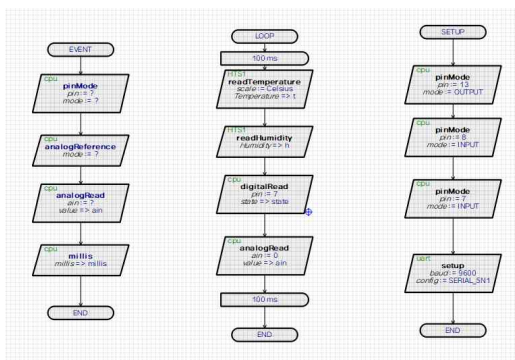 EVENT
cpu
pinMode
pin := ?
mode := ?
cpu
analogReference
mode := ?
cpu
analogRead
ain := ?
value => ain
cpu
millis
millis => millis
END
LOOP
100 ms
HTS1
readTemperature
scale := Celsius
Temperature => t
HTS1
readHumidity
Humidity => h
cpu
digitalRead
pin := 7
state => state
cpu
analogRead
ain := 0
value => ain
100 ms
END
SETUP
cpu
pinMode
pin := 13
mode := OUTPUT
cpu
pinMode
pin := 8
mode := INPUT
cpu
pinMode
pin := 7
mode := INPUT
uart
setup
baud := 9600
config := SERIAL_5N1
END